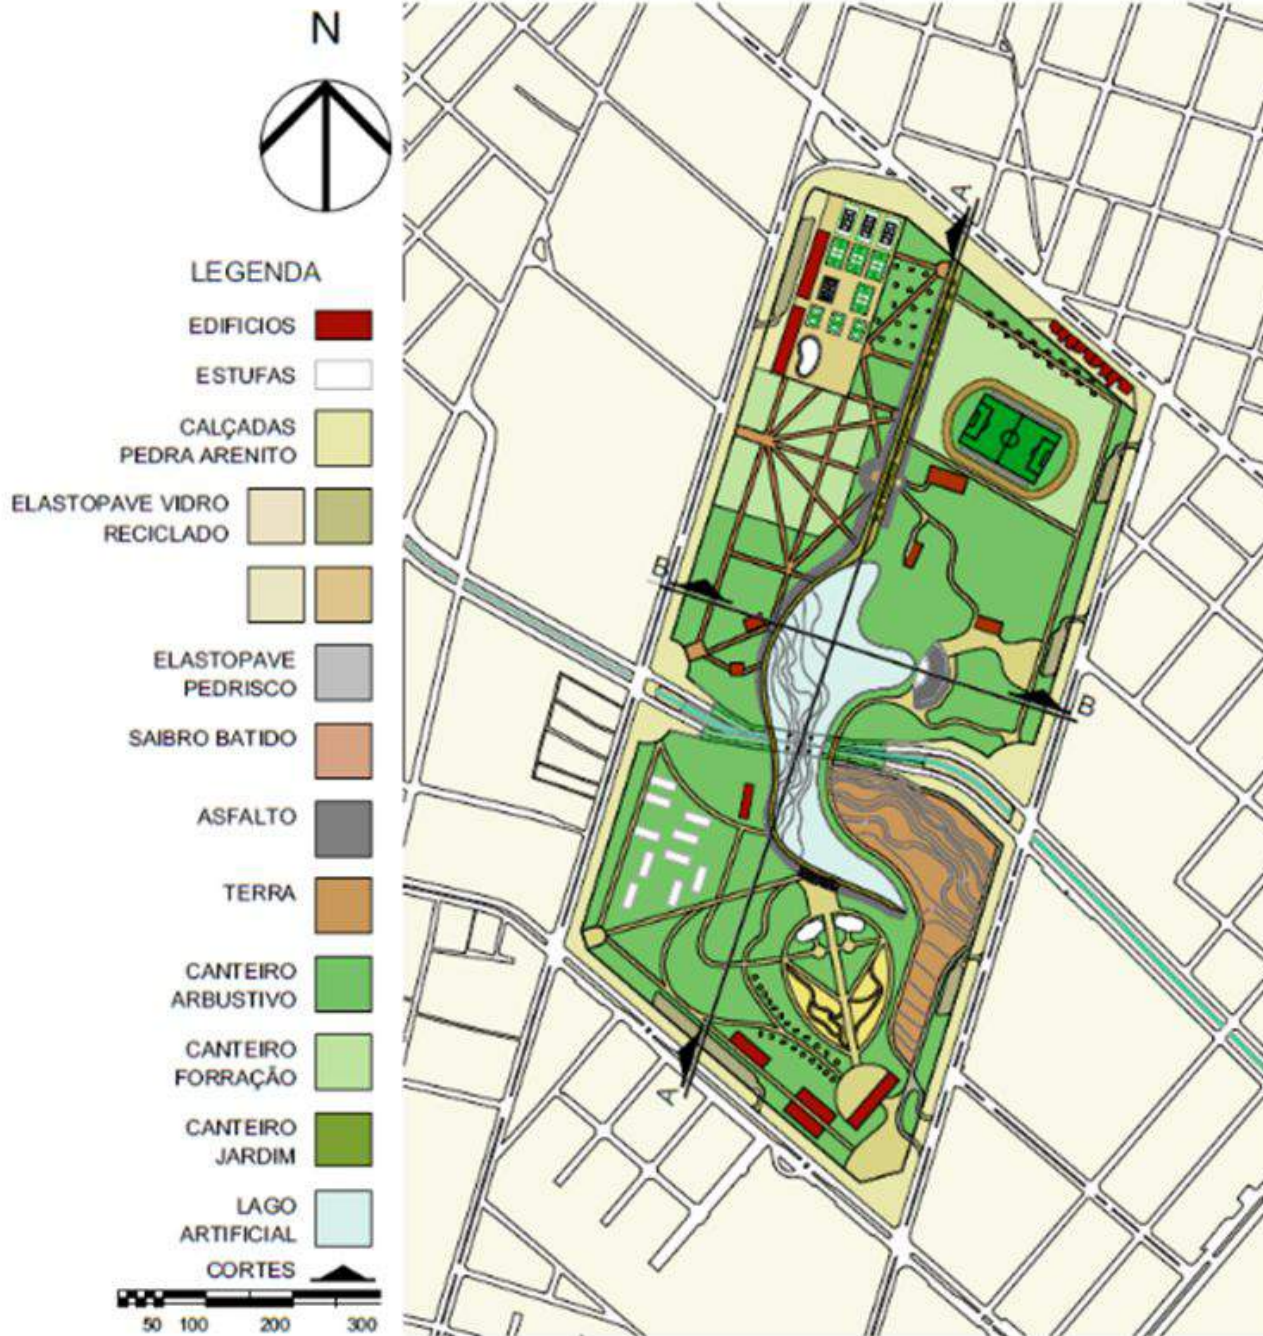 N
LEGENDA
EDIFICIOS
ESTUFAS
CALÇADAS
PEDRA ARENITO
ELASTOPAVE VIDRO
RECICLADO
ELASTOPAVE
PEDRISCO
SAIBRO BATIDO
ASFALTO
TERRA
CANTEIRO
ARBUSTIVO
CANTEIRO
FORRAÇÃO
CANTEIRO
JARDIM
LAGO
ARTIFICIAL
CORTES
50 100 200 300
A
B
B
A